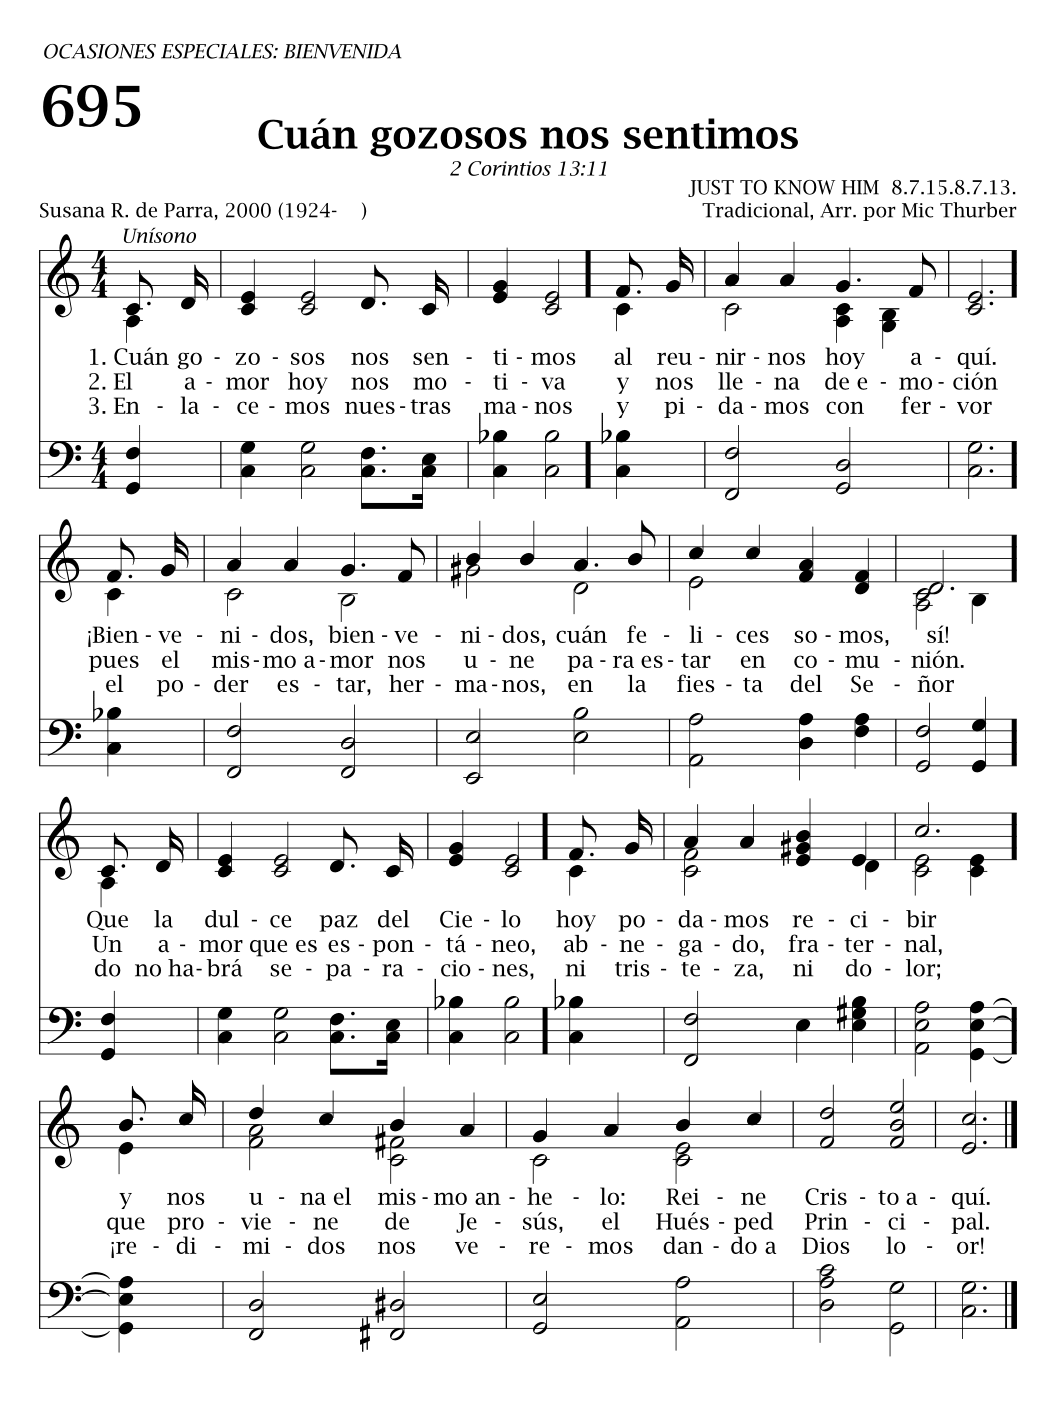 OCASIONES ESPECIALES: BIENVENIDA
695
Cuán gozosos nos sentimos
2 Corintios 13:11
JUST TO KNOW HIM 8.7.15.8.7.13.
Susana R. de Parra, 2000 (1924- ) Tradicional, Arr. por Mic Thurber
Unísono
4 4
1. Cuán go - zo - sos nos sen - ti - mos al reu - nir - nos hoy a - quí.
2. El a - mor hoy nos mo - ti - va y nos lle - na de e - mo - ción
3. En - la - ce - mos nues - tras ma - nos y pi - da - mos con fer - vor
4 4
¡Bien - ve - ni - dos, bien - ve - ni - dos, cuán fe - li - ces so - mos, sí!
pues el mis - mo a - mor nos u - ne pa - ra es - tar en co - mu - nión.
el po - der es - tar, her - ma - nos, en la fies - ta del Se - ñor
Que la dul - ce paz del Cie - lo hoy po - da - mos re - ci - bir
Un a - mor que es es - pon - tá - neo, ab - ne - ga - do, fra - ter - nal,
do no ha - brá se - pa - ra - cio - nes, ni tris - te - za, ni do - lor;
y nos u - na el mis - mo an - he - lo: Rei - ne Cris - to a - quí.
que pro - vie - ne de Je - sús, el Hués - ped Prin - ci - pal.
¡re - di - mi - dos nos ve - re - mos dan - do a Dios lo - or!